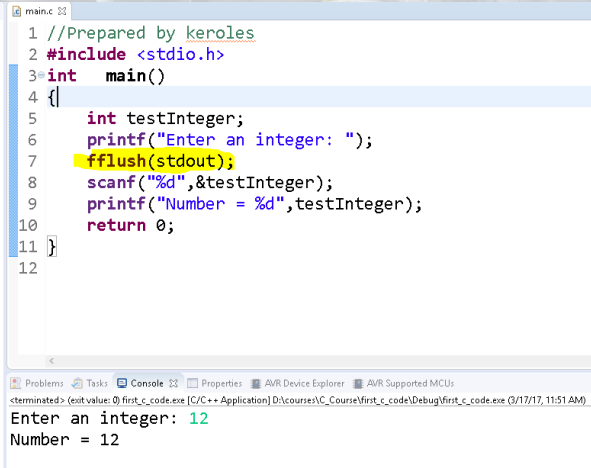 main.c
1 //Prepared by keroles
2 #include <stdio.h>
3 int   main()
4 {
5     int testInteger;
6     printf("Enter an integer: ");
7     fflush(stdout);
8     scanf("%d",&testInteger);
9     printf("Number = %d",testInteger);
10     return 0;
11 }
12
Problems Tasks Console Properties AVR Device Explorer AVR Supported MCUs
<terminated> (exit value: 0) first_c_code.exe [C/C++ Application] D:\courses\C_Course\first_c_code\Debug\first_c_code.exe (3/17/17, 11:51 AM)
Enter an integer: 12
Number = 12